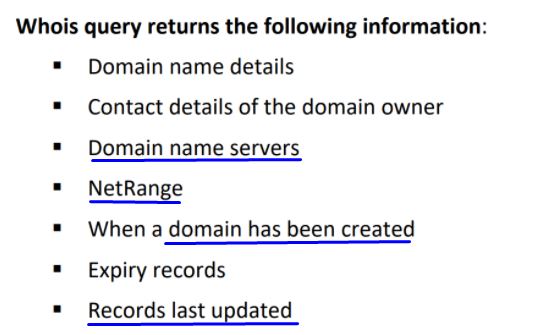 Whois query returns the following information:
▪ Domain name details
▪ Contact details of the domain owner
▪ Domain name servers
▪ NetRange
▪ When a domain has been created
▪ Expiry records
▪ Records last updated